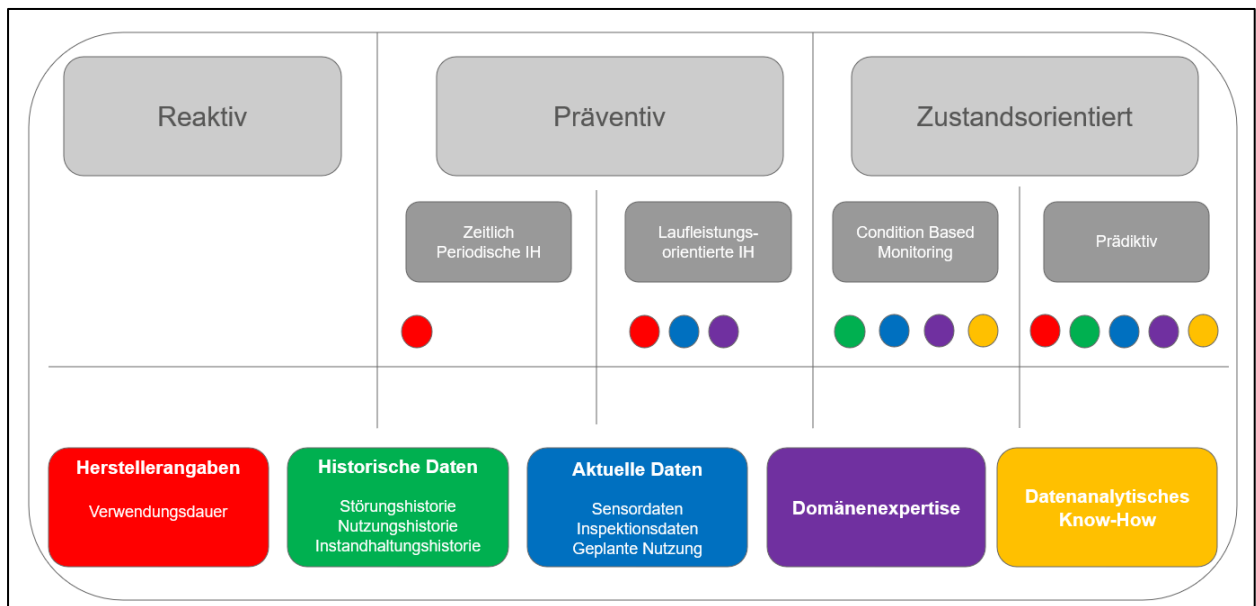 Reaktiv
Präventiv
Zustandsorientiert
Zeitlich
Periodische IH
Laufleistungs-
orientierte IH
Condition Based
Monitoring
Prädiktiv
Herstellerangaben
Verwendungsdauer
Historische Daten
Störungshistorie
Nutzungshistorie
Instandhaltungshistorie
Aktuelle Daten
Sensordaten
Inspektionsdaten
Geplante Nutzung
Domänenexpertise
Datenanalytisches
Know-How